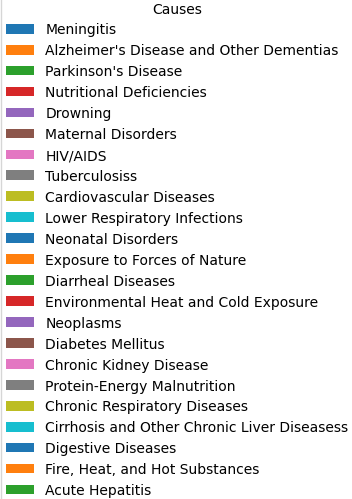 Causes
Meningitis
Alzheimer's Disease and Other Dementias
Parkinson's Disease
Nutritional Deficiencies
Drowning
Maternal Disorders
HIV/AIDS
Tuberculosiss
Cardiovascular Diseases
Lower Respiratory Infections
Neonatal Disorders
Exposure to Forces of Nature
Diarrheal Diseases
Environmental Heat and Cold Exposure
Neoplasms
Diabetes Mellitus
Chronic Kidney Disease
Protein-Energy Malnutrition
Chronic Respiratory Diseases
Cirrhosis and Other Chronic Liver Diseasess
Digestive Diseases
Fire, Heat, and Hot Substances
Acute Hepatitis